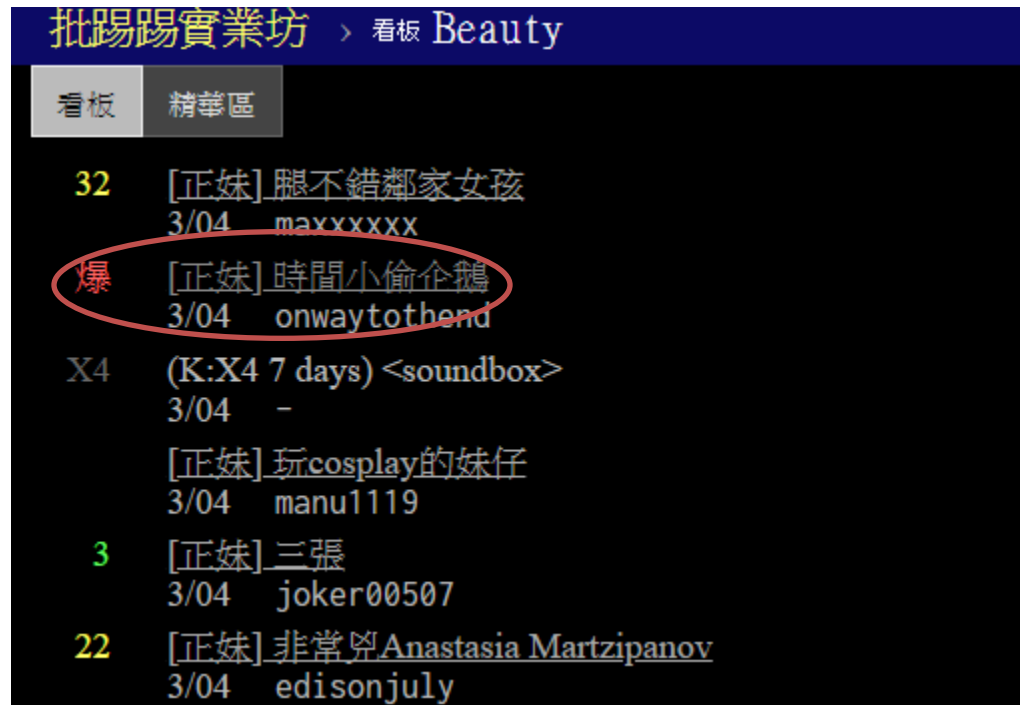 批踢踢實業坊 › 看板 Beauty
看板 精華區
32 [正妹] 腿不錯鄰家女孩
3/04 maxxxxxx
爆 [正妹] 時間小偷企鵝
3/04 onwaytothend
X4 (K:X4 7 days) <soundbox>
3/04 -
[正妹] 玩cosplay的妹仔
3/04 manu1119
3 [正妹] 三張
3/04 joker00507
22 [正妹] 非常兇Anastasia Martzipanov
3/04 edisonjuly